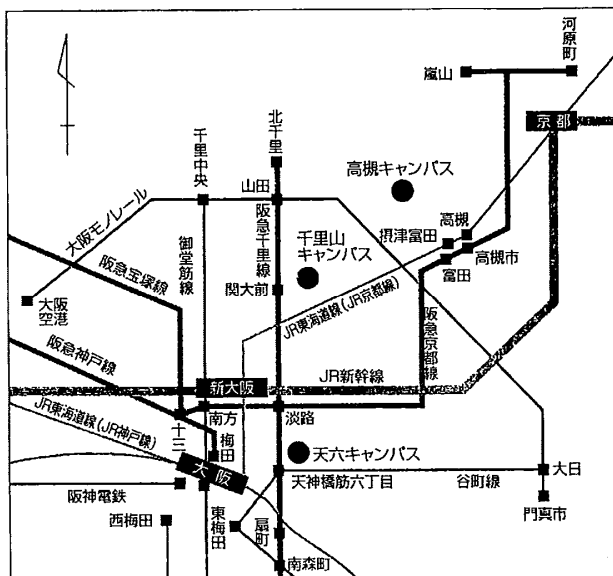 河原町
嵐山
京都
北千里
千里中央
高槻キャンパス
山田
大阪モノレール
高槻
阪急千里線
千里山
キャンパス
摂津富田
御堂筋線
高槻市
阪急宝塚線
富田
関大前
大阪
空港
JR東海道線(JR京都線)
阪急京都線
阪急神戸線
新大阪
JR新幹線
JR東海道線(JR神戸線)
十三
南方
淡路
梅田
天六キャンパス
大阪
天神橋筋六丁目
谷町線
大日
阪神電鉄
門真市
西梅田
東梅田
扇町
南森町